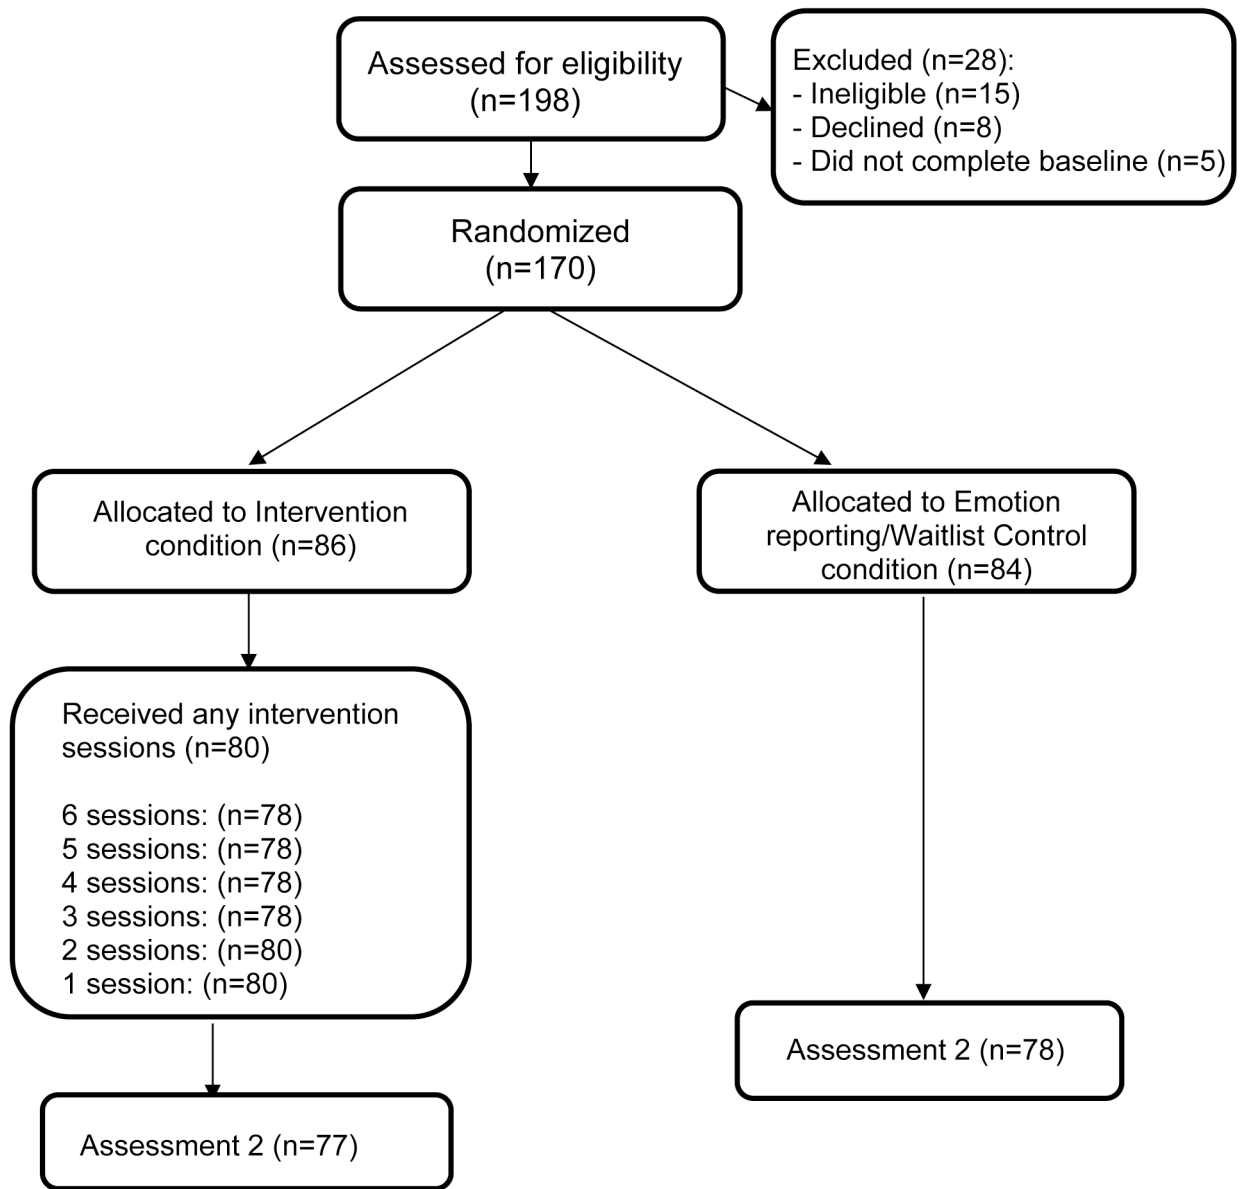 Assessed for eligibility
(n=198)
Excluded (n=28):
- Ineligible (n=15)
- Declined (n=8)
- Did not complete baseline (n=5)
Randomized
(n=170)
Allocated to Intervention
condition (n=86)
Allocated to Emotion
reporting/Waitlist Control
condition (n=84)
Received any intervention
sessions (n=80)
6 sessions: (n=78)
5 sessions: (n=78)
4 sessions: (n=78)
3 sessions: (n=78)
2 sessions: (n=80)
1 session: (n=80)
Assessment 2 (n=78)
Assessment 2 (n=77)